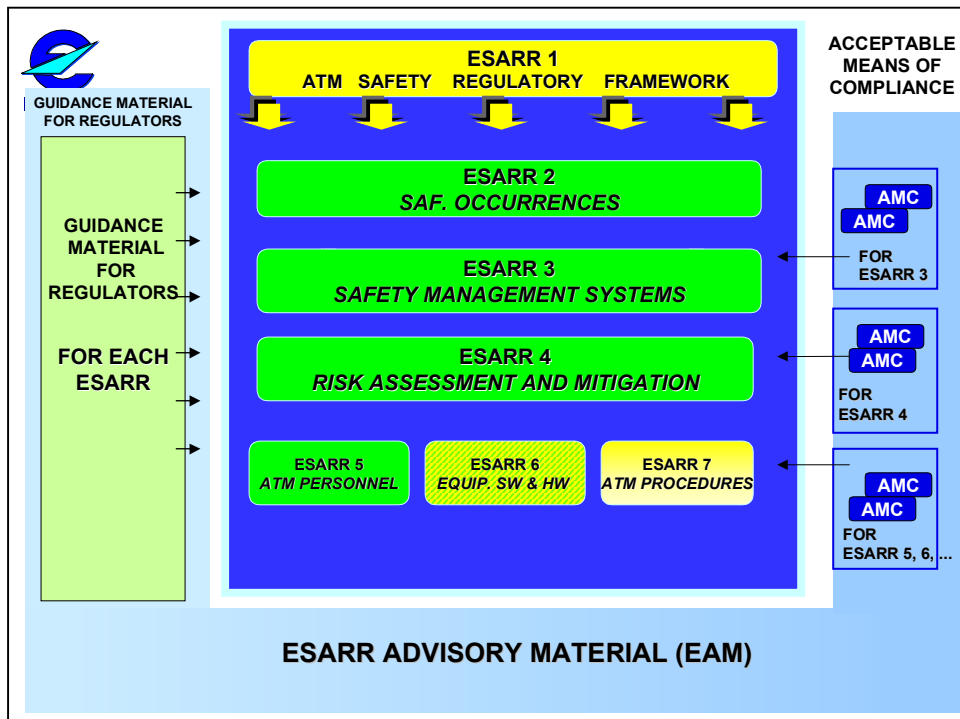 ESARR 1
ATM SAFETY REGULATORY FRAMEWORK
ACCEPTABLE
MEANS OF
COMPLIANCE
GUIDANCE MATERIAL
FOR REGULATORS
GUIDANCE
MATERIAL
FOR
REGULATORS
FOR EACH
ESARR
ESARR 2
SAF. OCCURRENCES
ESARR 3
SAFETY MANAGEMENT SYSTEMS
ESARR 4
RISK ASSESSMENT AND MITIGATION
ESARR 5
ATM PERSONNEL
ESARR 6
EQUIP. SW & HW
ESARR 7
ATM PROCEDURES
AMC
AMC
FOR
ESARR 3
AMC
AMC
FOR
ESARR 4
AMC
AMC
FOR
ESARR 5, 6, ...
ESARR ADVISORY MATERIAL (EAM)